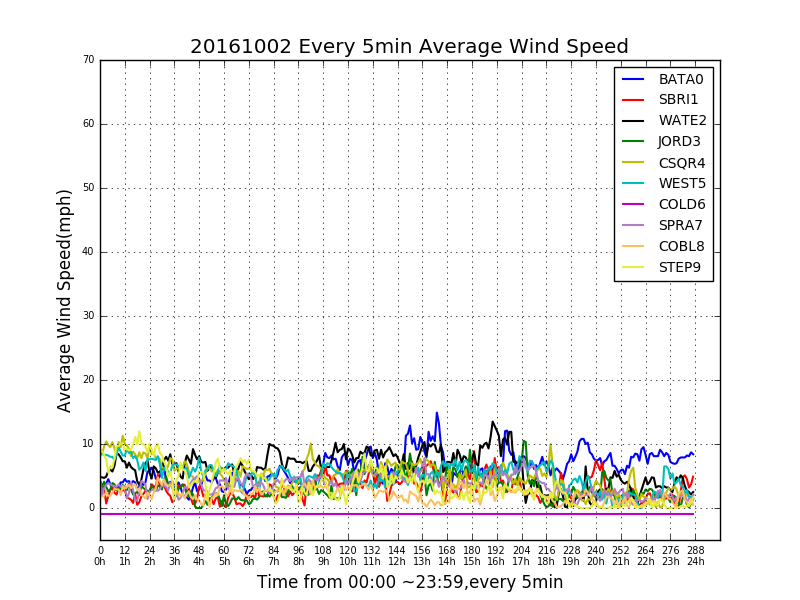 20161002 Every 5min Average Wind Speed
70
60
50
40
30
20
10
0
Average Wind Speed(mph)
BATA0
SBRI1
WATE2
JORD3
CSQR4
WEST5
COLD6
SPRA7
COBL8
STEP9
0 12 24 36 48 60 72 84 96 108 120 132 144 156 168 180 192 204 216 228 240 252 264 276 288
0h 1h 2h 3h 4h 5h 6h 7h 8h 9h 10h 11h 12h 13h 14h 15h 16h 17h 18h 19h 20h 21h 22h 23h 24h
Time from 00:00 ~23:59,every 5min